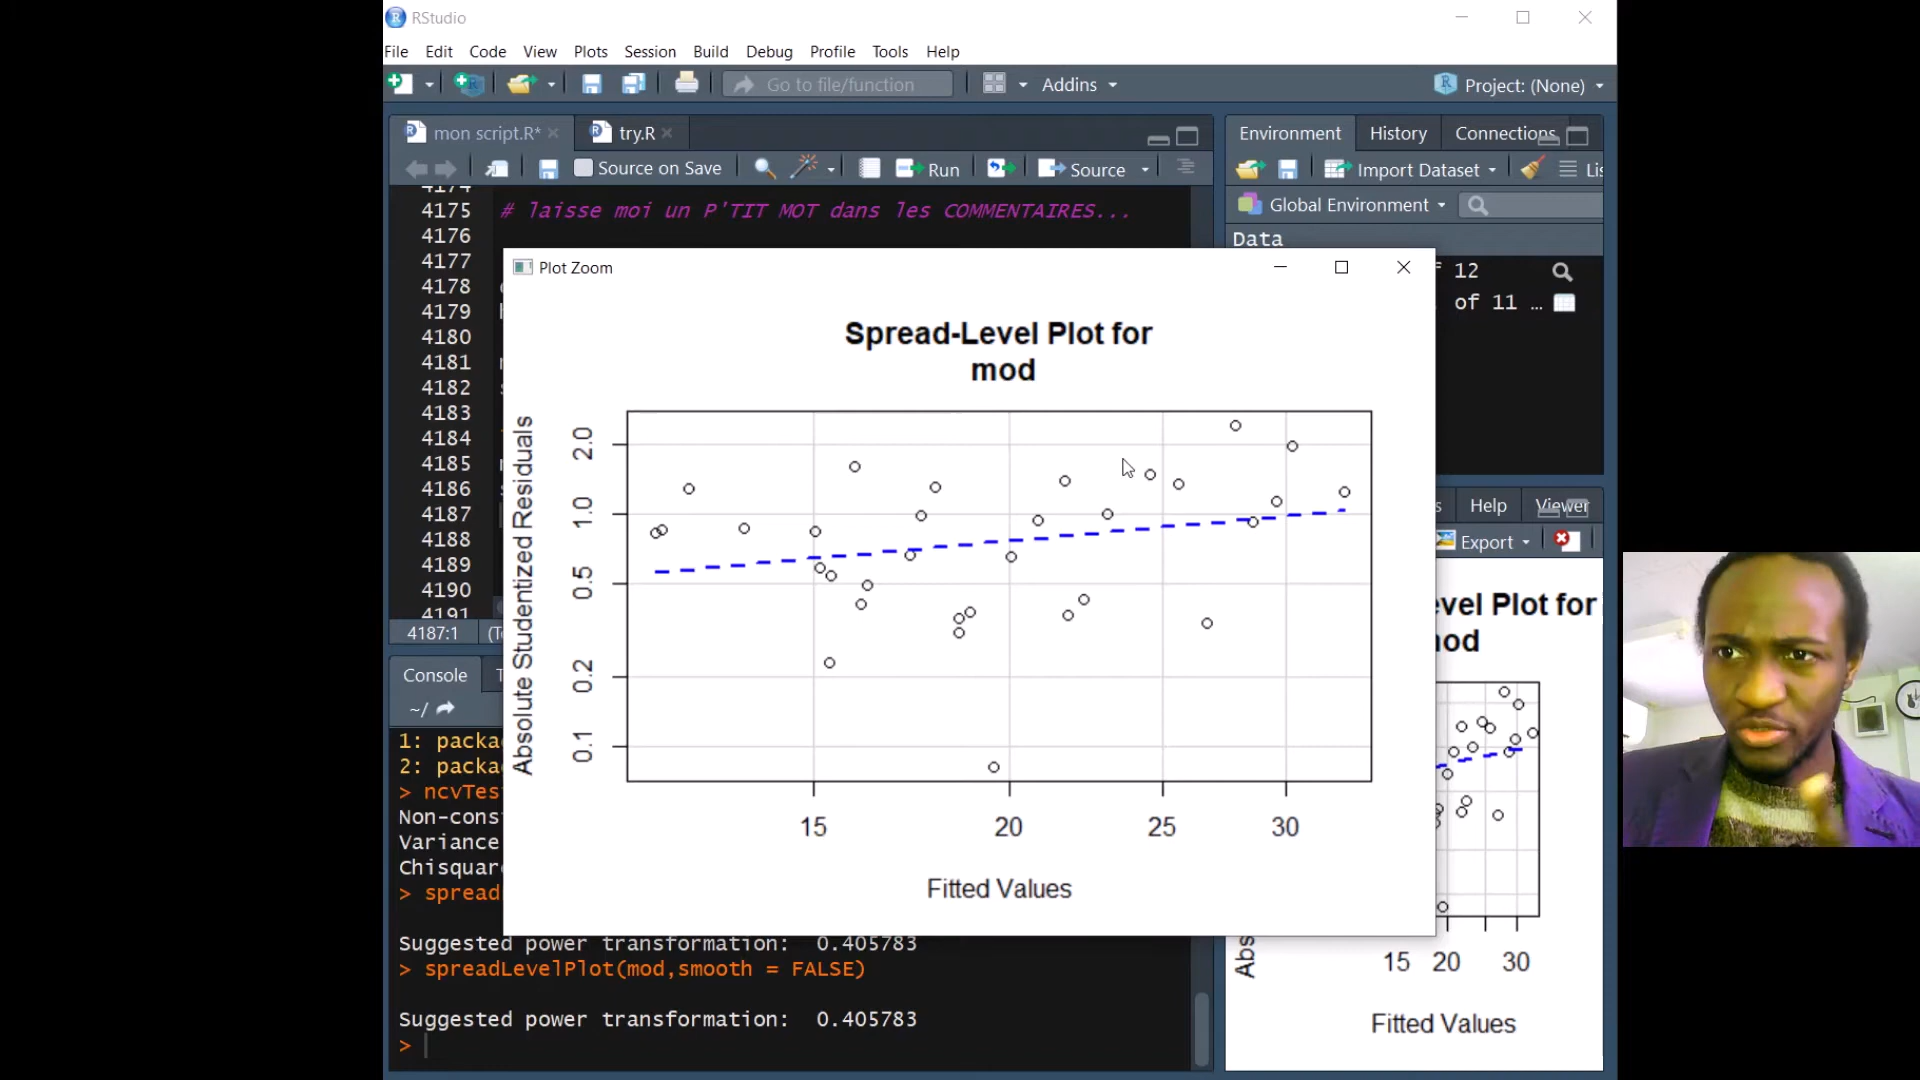 RStudio
File Edit Code View Plots Session Build Debug Profile Tools Help
Go to file/function Addins Project: (None)
mon script.R* try.R
Source on Save Run Source
4174
4175 # laisse moi un P'TIT MOT dans les COMMENTAIRES...
4176
4177
4178
4179
4180
4181
4182
4183
4184
4185
4186
4187
4188
4189
4190
4191
4187:1
Environment History Connections
Import Dataset
Global Environment
Data
12
of 11 ...
Help Viewer
Export
Plot Zoom
Spread-Level Plot for
mod
Absolute Studentized Residuals
2.0
1.0
0.5
0.2
0.1
15 20 25 30
Fitted Values
evel Plot for
mod
Abs
15 20 30
Fitted Values
Console
~/
1: packa
2: packa
> ncvTes
Non-cons
Variance
Chisquar
> spread
Suggested power transformation: 0.405783
> spreadLevelPlot(mod,smooth = FALSE)
Suggested power transformation: 0.405783
>